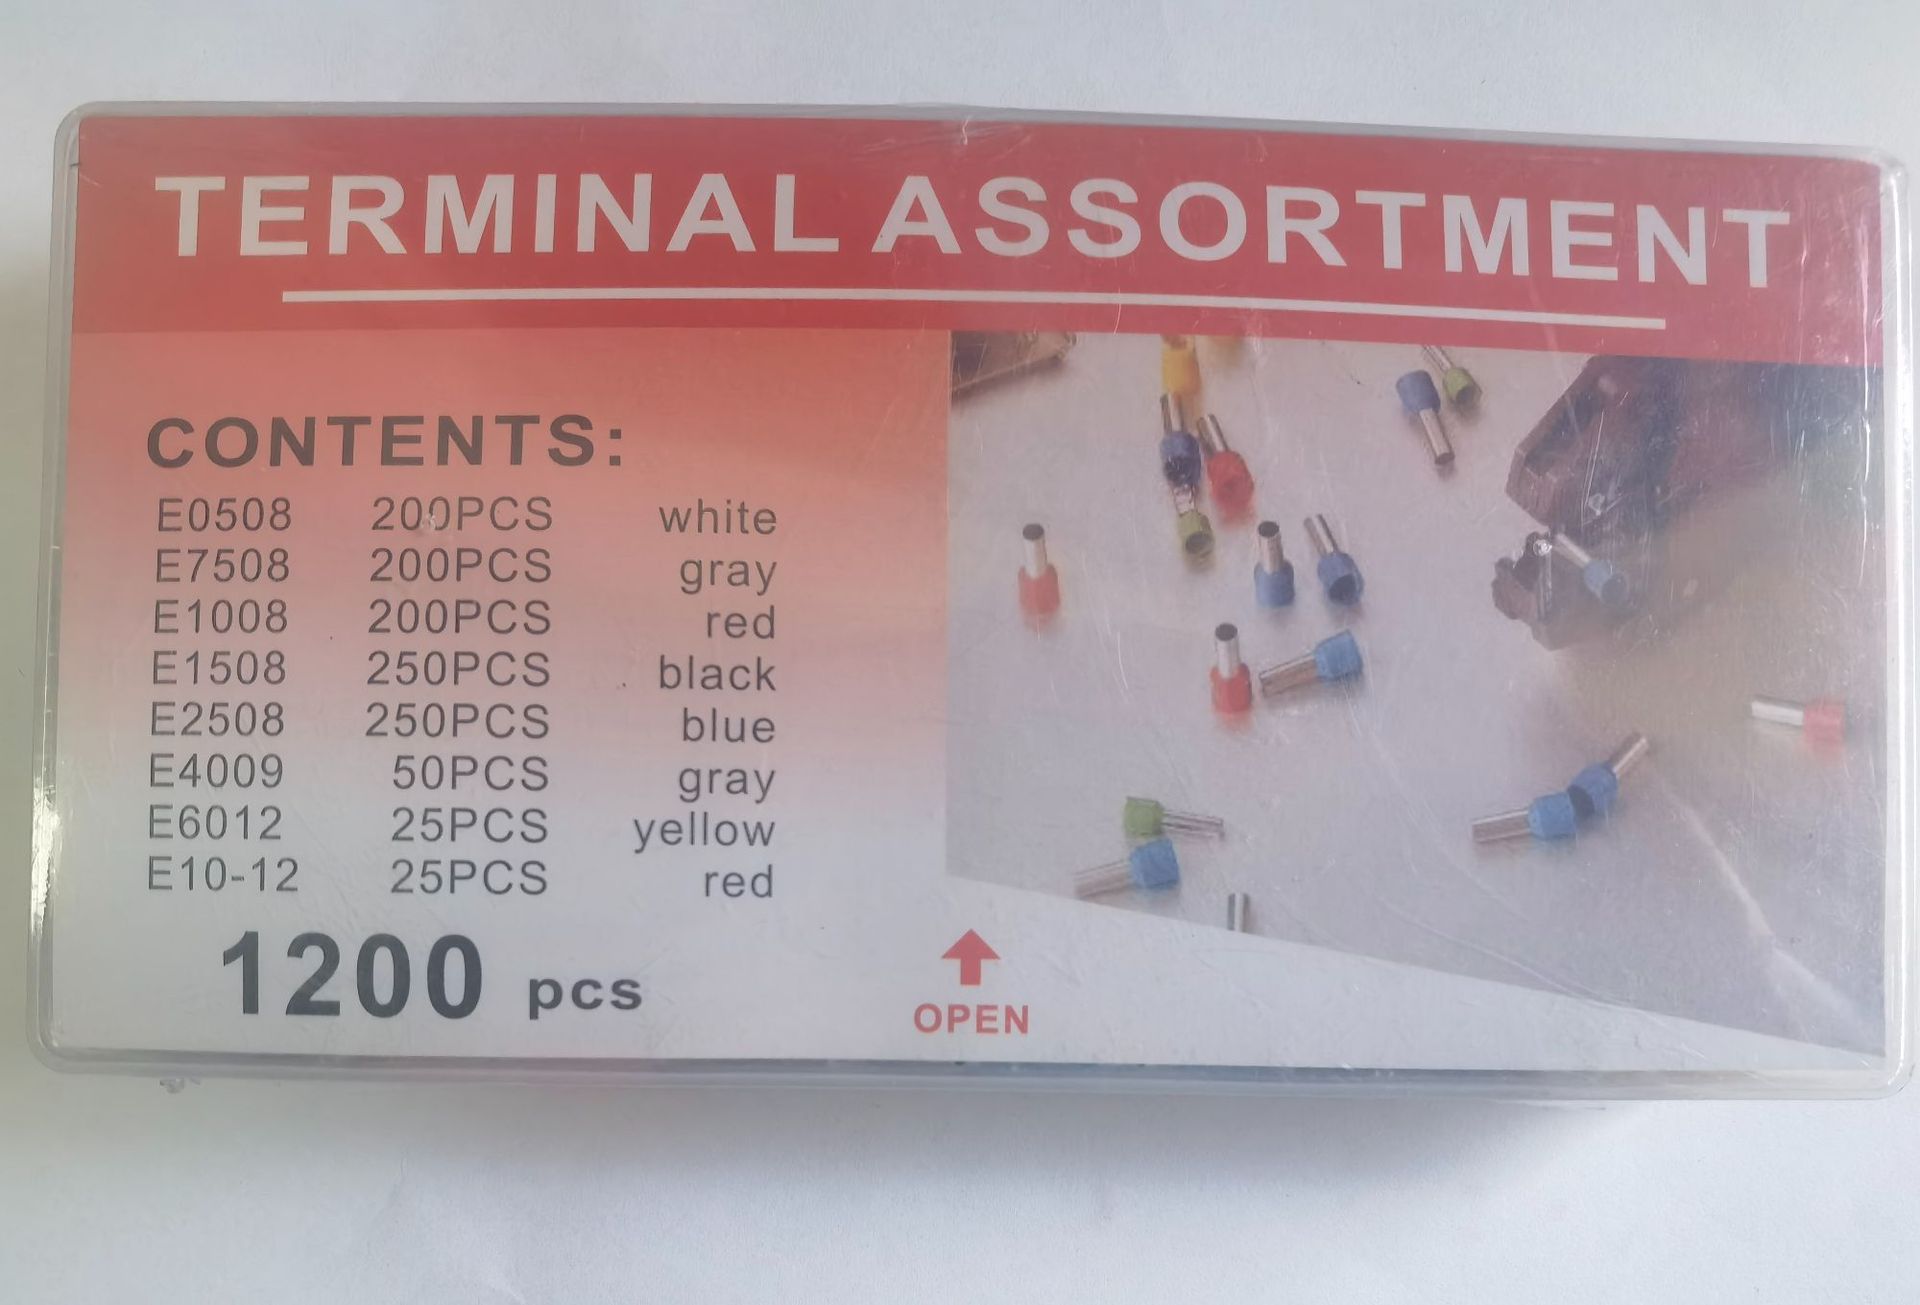 TERMINAL ASSORTMENT
CONTENTS:
E0508 200PCS white
E7508 200PCS gray
E1008 200PCS red
E1508 250PCS black
E2508 250PCS blue
E4009 50PCS gray
E6012 25PCS yellow
E10-12 25PCS red
1200 pcs
OPEN